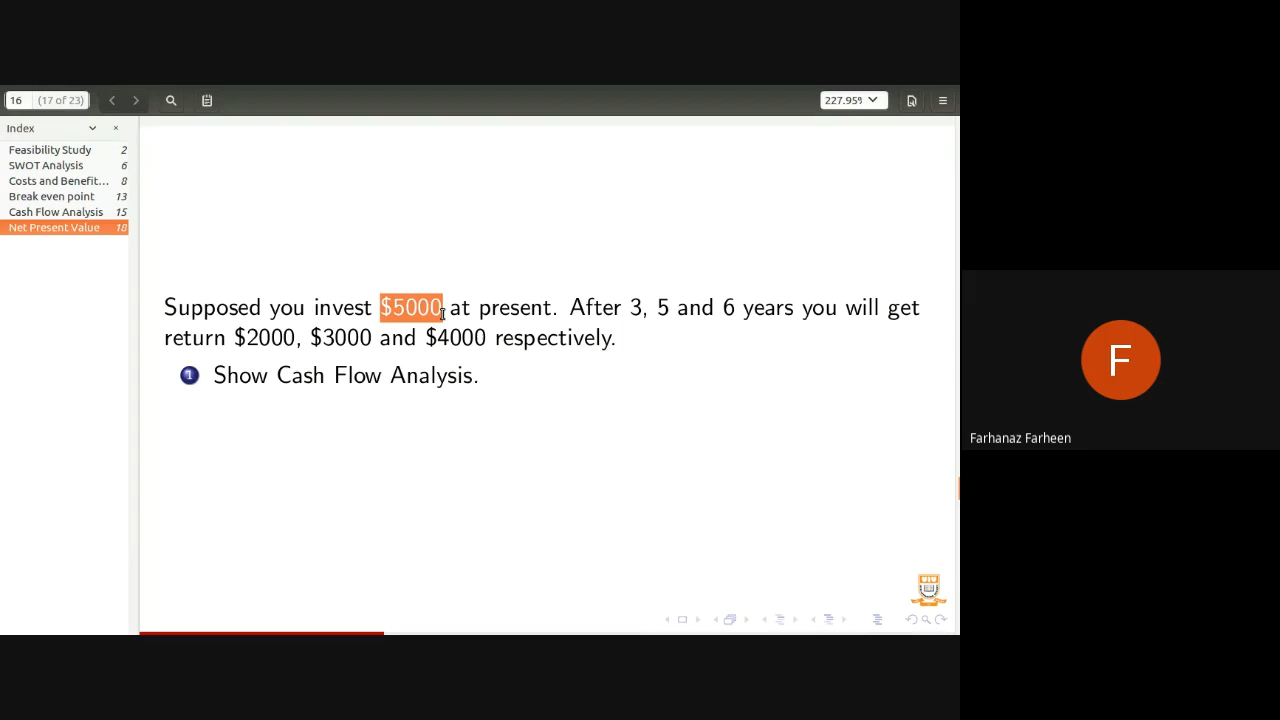 16 (17 of 23)
227.95%
Index
Feasibility Study 2
SWOT Analysis 6
Costs and Benefit... 8
Break even point 13
Cash Flow Analysis 15
Net Present Value 18
Supposed you invest $5000 at present. After 3, 5 and 6 years you will get
return $2000, $3000 and $4000 respectively.
1 Show Cash Flow Analysis.
F
Farhanaz Farheen